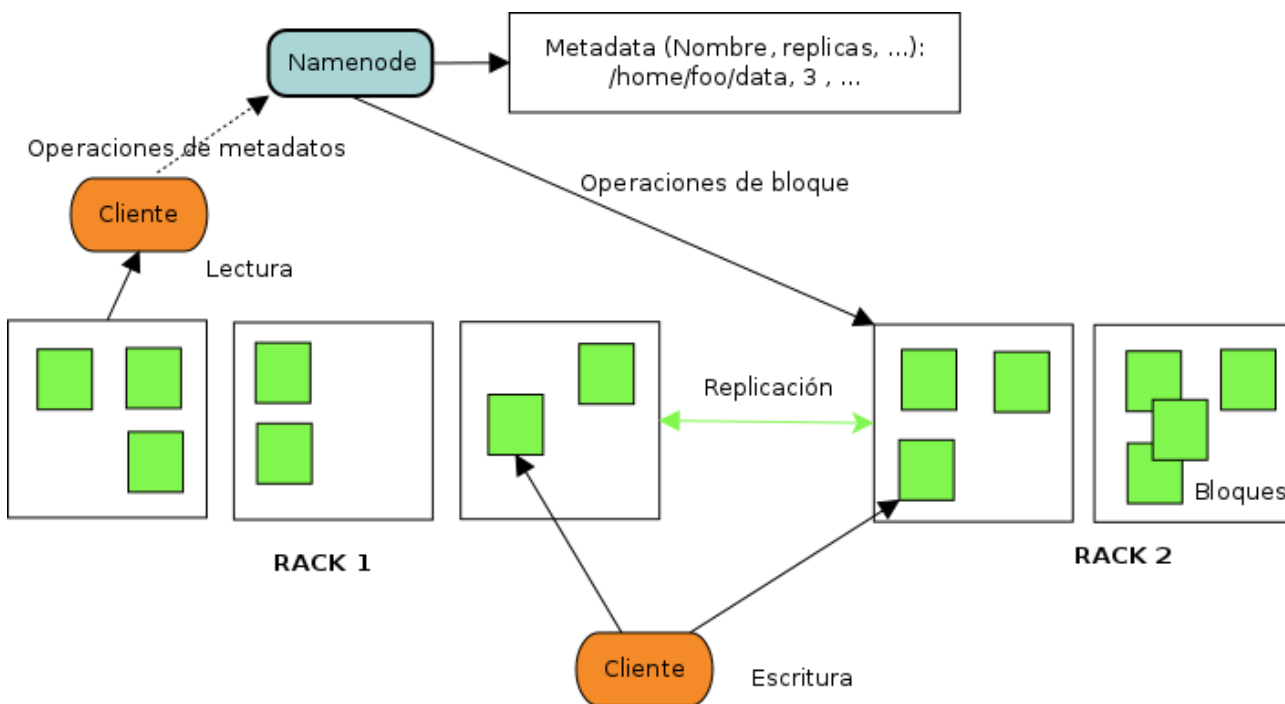 Namenode
Metadata (Nombre, replicas, ...):
/home/foo/data, 3 , ...
Operaciones de metadatos
Cliente
Operaciones de bloque
Lectura
Replicación
Bloques
RACK 1
RACK 2
Cliente
Escritura